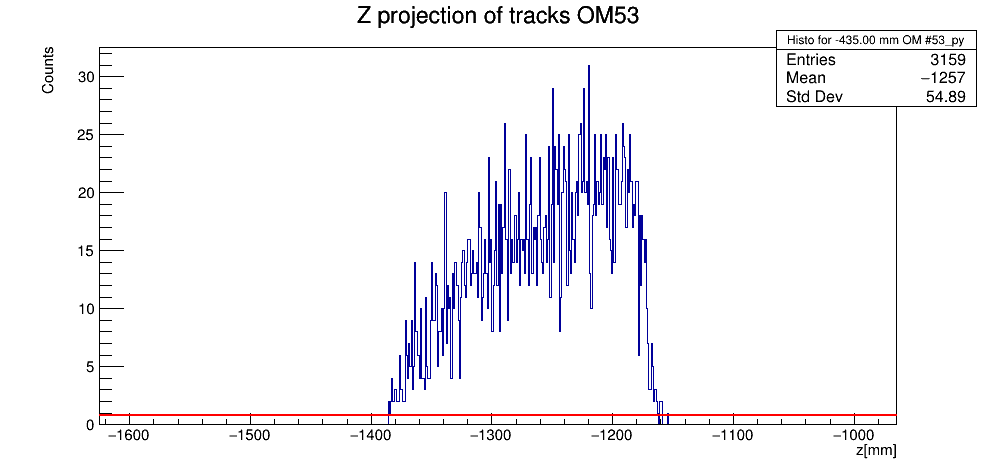 Z projection of tracks OM53
Histo for -435.00 mm OM #53_py
Entries 3159
Mean −1257
Std Dev 54.89
Counts
30
25
20
15
10
5
0
−1600 −1500 −1400 −1300 −1200 −1100 −1000
z[mm]